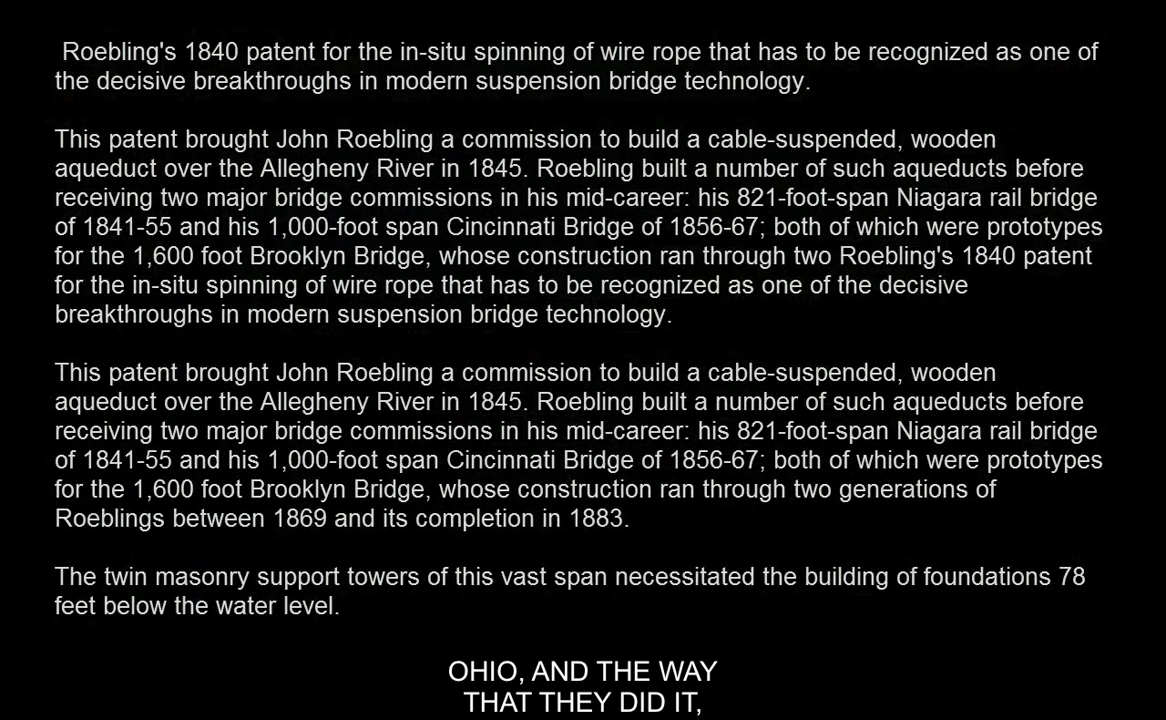 Roebling's 1840 patent for the in-situ spinning of wire rope that has to be recognized as one of
the decisive breakthroughs in modern suspension bridge technology.
This patent brought John Roebling a commission to build a cable-suspended, wooden
aqueduct over the Allegheny River in 1845. Roebling built a number of such aqueducts before
receiving two major bridge commissions in his mid-career: his 821-foot-span Niagara rail bridge
of 1841-55 and his 1,000-foot span Cincinnati Bridge of 1856-67; both of which were prototypes
for the 1,600 foot Brooklyn Bridge, whose construction ran through two Roebling's 1840 patent
for the in-situ spinning of wire rope that has to be recognized as one of the decisive
breakthroughs in modern suspension bridge technology.
This patent brought John Roebling a commission to build a cable-suspended, wooden
aqueduct over the Allegheny River in 1845. Roebling built a number of such aqueducts before
receiving two major bridge commissions in his mid-career: his 821-foot-span Niagara rail bridge
of 1841-55 and his 1,000-foot span Cincinnati Bridge of 1856-67; both of which were prototypes
for the 1,600 foot Brooklyn Bridge, whose construction ran through two generations of
Roeblings between 1869 and its completion in 1883.
The twin masonry support towers of this vast span necessitated the building of foundations 78
feet below the water level.
OHIO, AND THE WAY
THAT THEY DID IT,